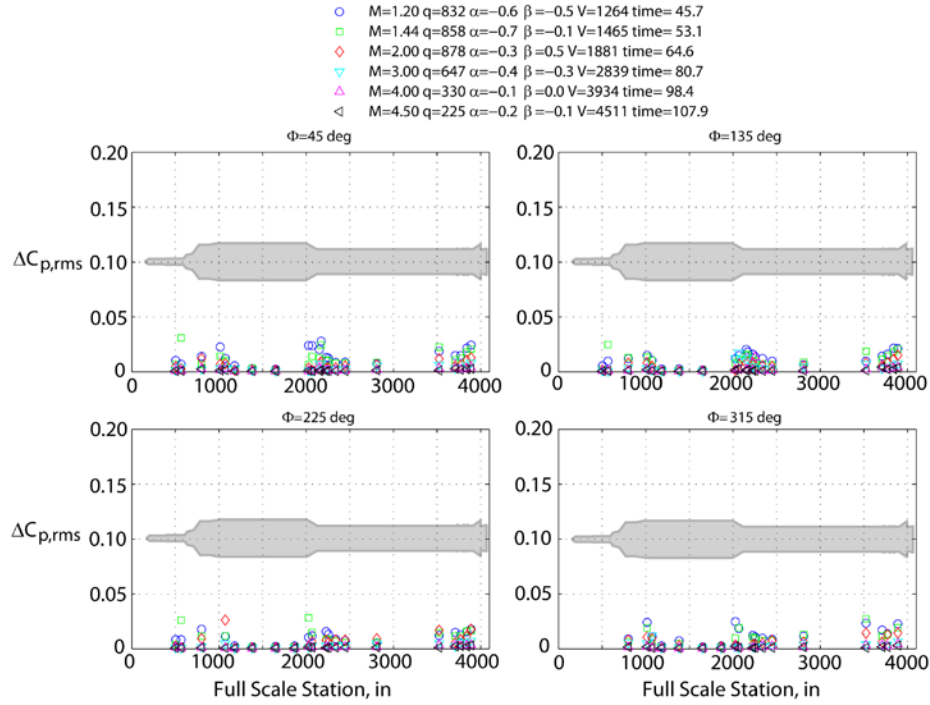 M=1.20 q=832 α=−0.6 β=−0.5 V=1264 time= 45.7
M=1.44 q=858 α=−0.7 β=−0.1 V=1465 time= 53.1
M=2.00 q=878 α=−0.3 β=0.5 V=1881 time= 64.6
M=3.00 q=647 α=−0.4 β=−0.3 V=2839 time= 80.7
M=4.00 q=330 α=−0.1 β=0.0 V=3934 time= 98.4
M=4.50 q=225 α=−0.2 β=−0.1 V=4511 time=107.9
Φ=45 deg
Φ=135 deg
0.20
0.20
0.15
0.15
ΔCp,rms
0.10
0.10
0.05
0.05
0
0
0 1000 2000 3000 4000
0 1000 2000 3000 4000
Φ=225 deg
Φ=315 deg
0.20
0.20
0.15
0.15
ΔCp,rms
0.10
0.10
0.05
0.05
0
0
0 1000 2000 3000 4000
0 1000 2000 3000 4000
Full Scale Station, in
Full Scale Station, in